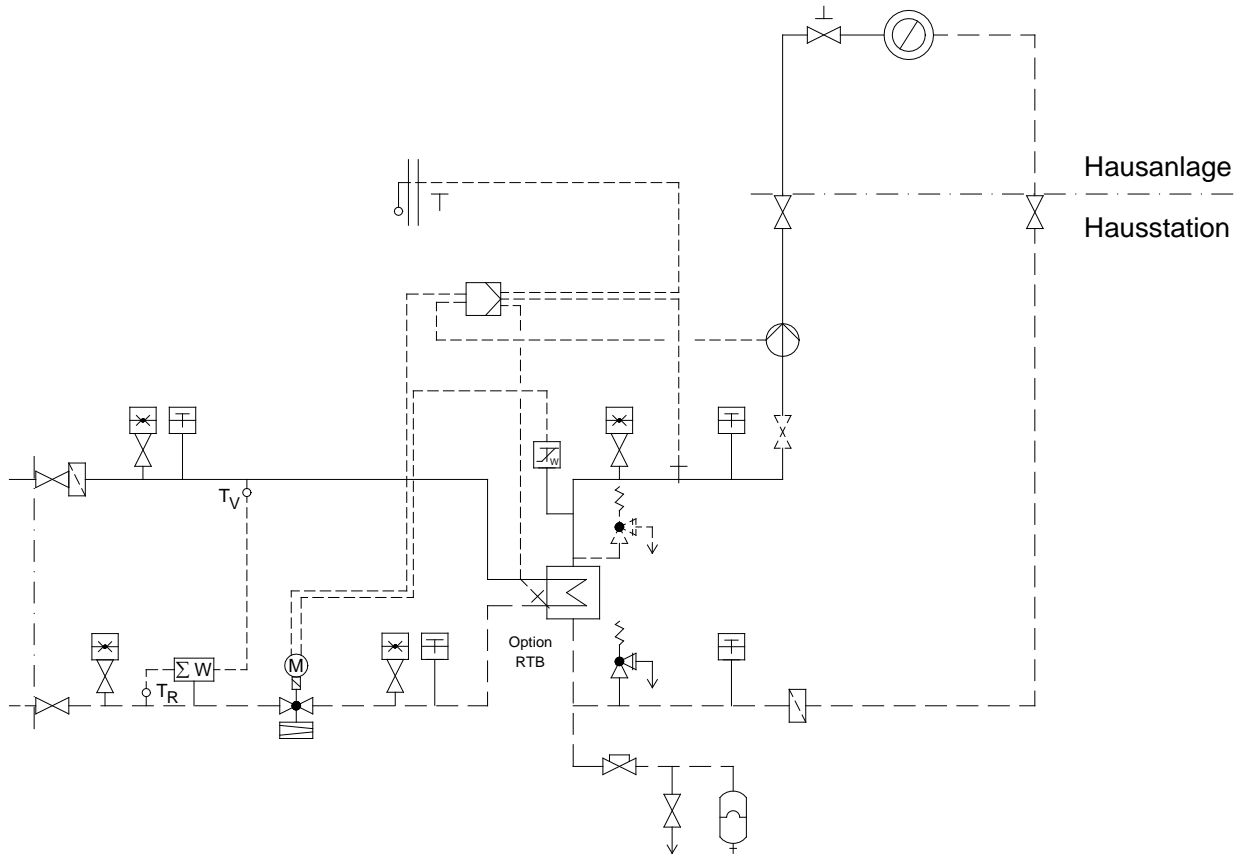 Hausanlage
Hausstation
W
T_V
Option
RTB
Σ W
M
T_R